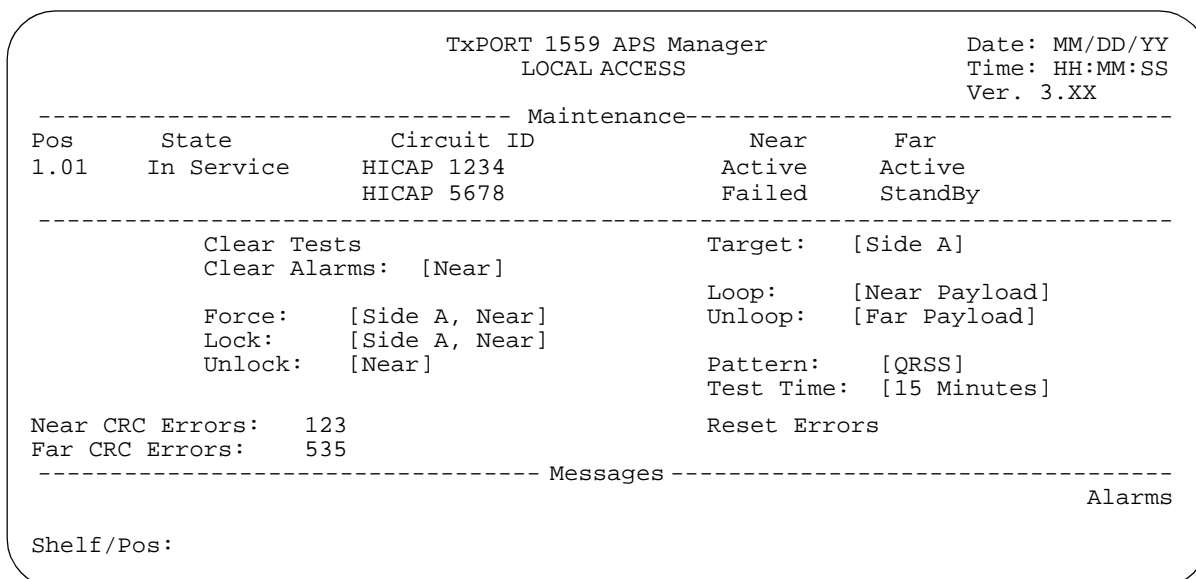 TxPORT 1559 APS Manager Date: MM/DD/YY
LOCAL ACCESS Time: HH:MM:SS
Ver. 3.XX
--------------------------------- Maintenance----------------------------------
Pos State Circuit ID Near Far
1.01 In Service HICAP 1234 Active Active
HICAP 5678 Failed StandBy
-------------------------------------------------------------------------------
Clear Tests Target: [Side A]
Clear Alarms: [Near]
Loop: [Near Payload]
Force: [Side A, Near] Unloop: [Far Payload]
Lock: [Side A, Near]
Unlock: [Near] Pattern: [QRSS]
Test Time: [15 Minutes]
Near CRC Errors: 123 Reset Errors
Far CRC Errors: 535
----------------------------------- Messages -----------------------------------
Alarms
Shelf/Pos: